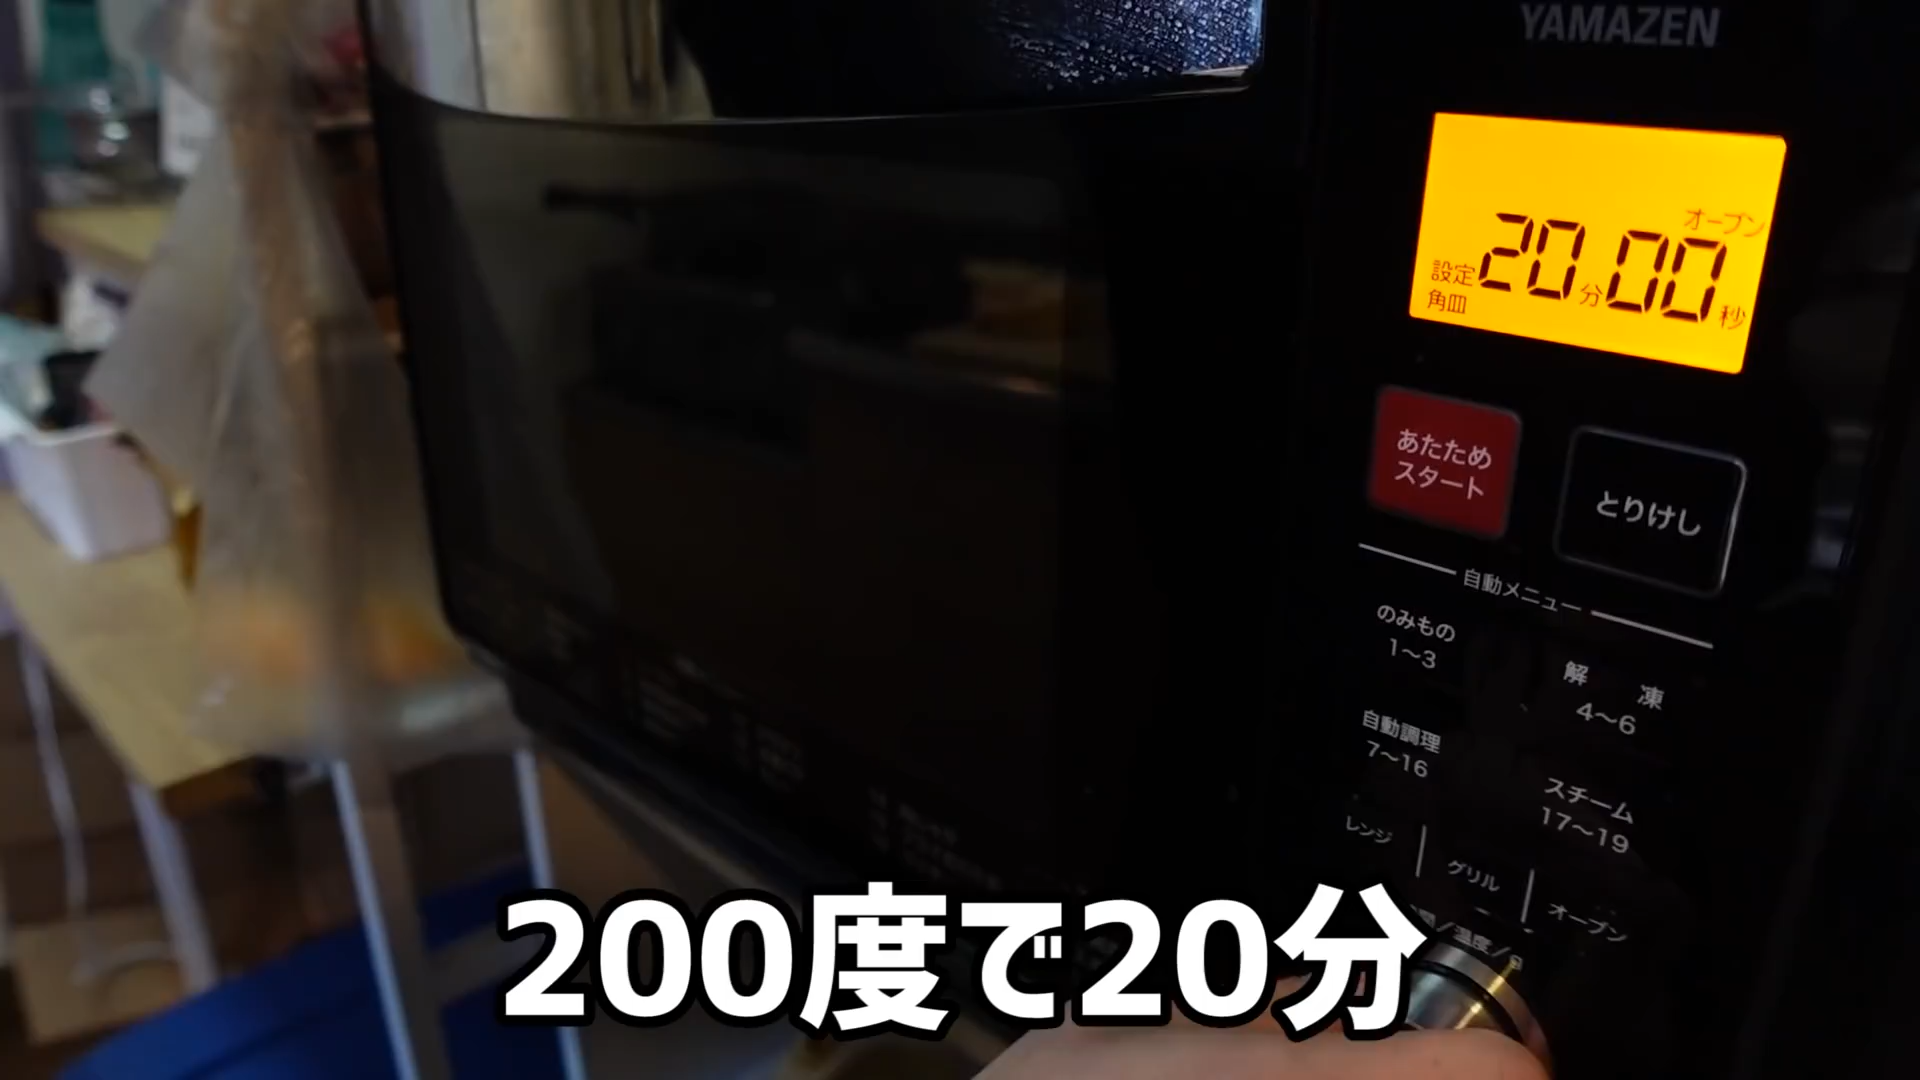 YAMAZEN
オーブン
設定 20分00秒
角皿
あたため
スタート
とりけし
自動メニュー
のみもの
1〜3
解 凍
4〜6
自動調理
7〜16
スチーム
17〜19
レンジ
グリル
オーブン
/温度/
200度で20分